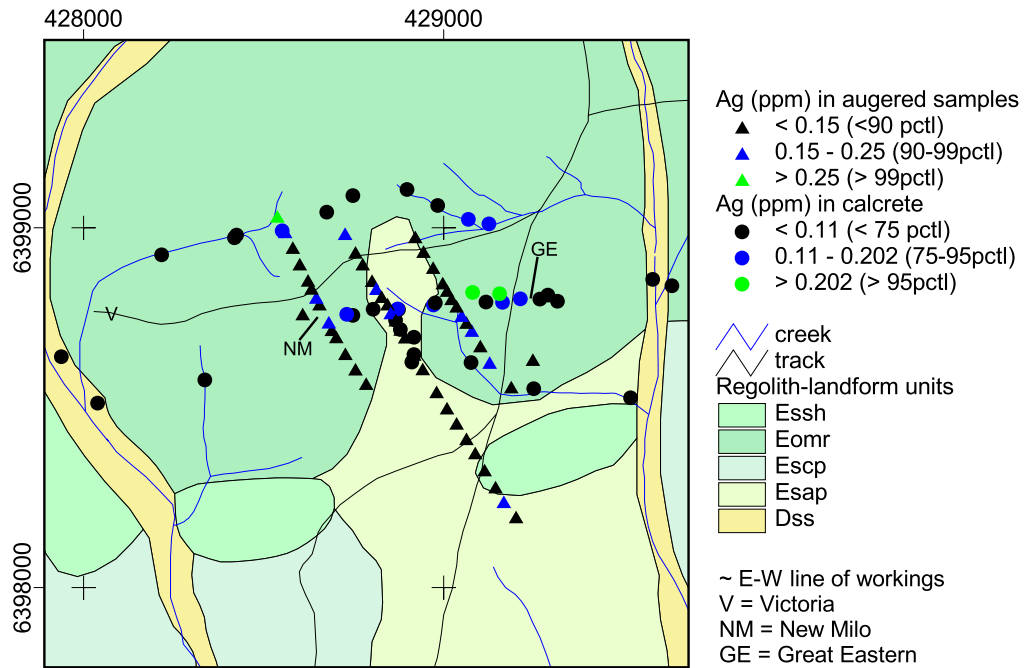 428000 429000
6399000
6398000
V
NM
GE
Ag (ppm) in augered samples
< 0.15 (<90 pctl)
0.15 - 0.25 (90-99pctl)
> 0.25 (> 99pctl)
Ag (ppm) in calcrete
< 0.11 (< 75 pctl)
0.11 - 0.202 (75-95pctl)
> 0.202 (> 95pctl)
creek
track
Regolith-landform units
Essh
Eomr
Escp
Esap
Dss
~ E-W line of workings
V = Victoria
NM = New Milo
GE = Great Eastern